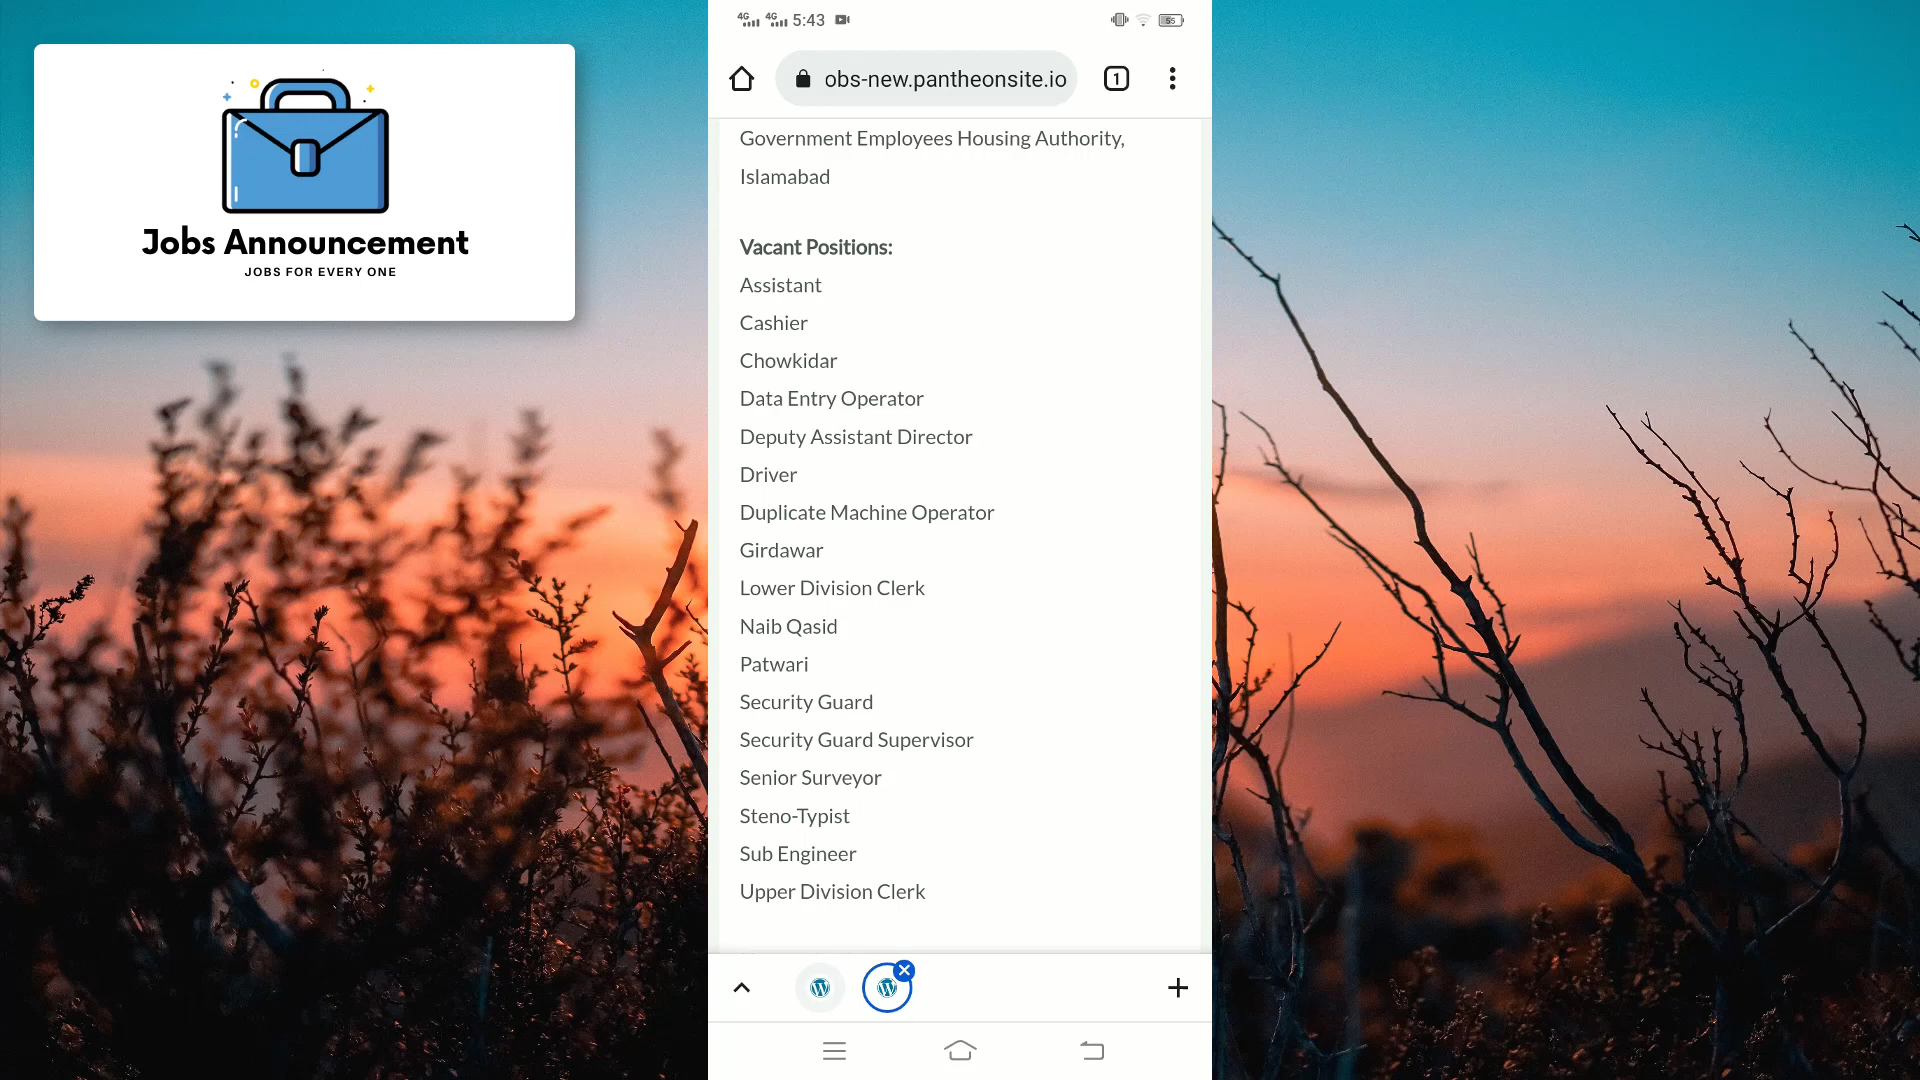 Jobs Announcement
JOBS FOR EVERY ONE
4G 4G 5:43
55
obs-new.pantheonsite.io
1
Government Employees Housing Authority,
Islamabad
Vacant Positions:
Assistant
Cashier
Chowkidar
Data Entry Operator
Deputy Assistant Director
Driver
Duplicate Machine Operator
Girdawar
Lower Division Clerk
Naib Qasid
Patwari
Security Guard
Security Guard Supervisor
Senior Surveyor
Steno-Typist
Sub Engineer
Upper Division Clerk